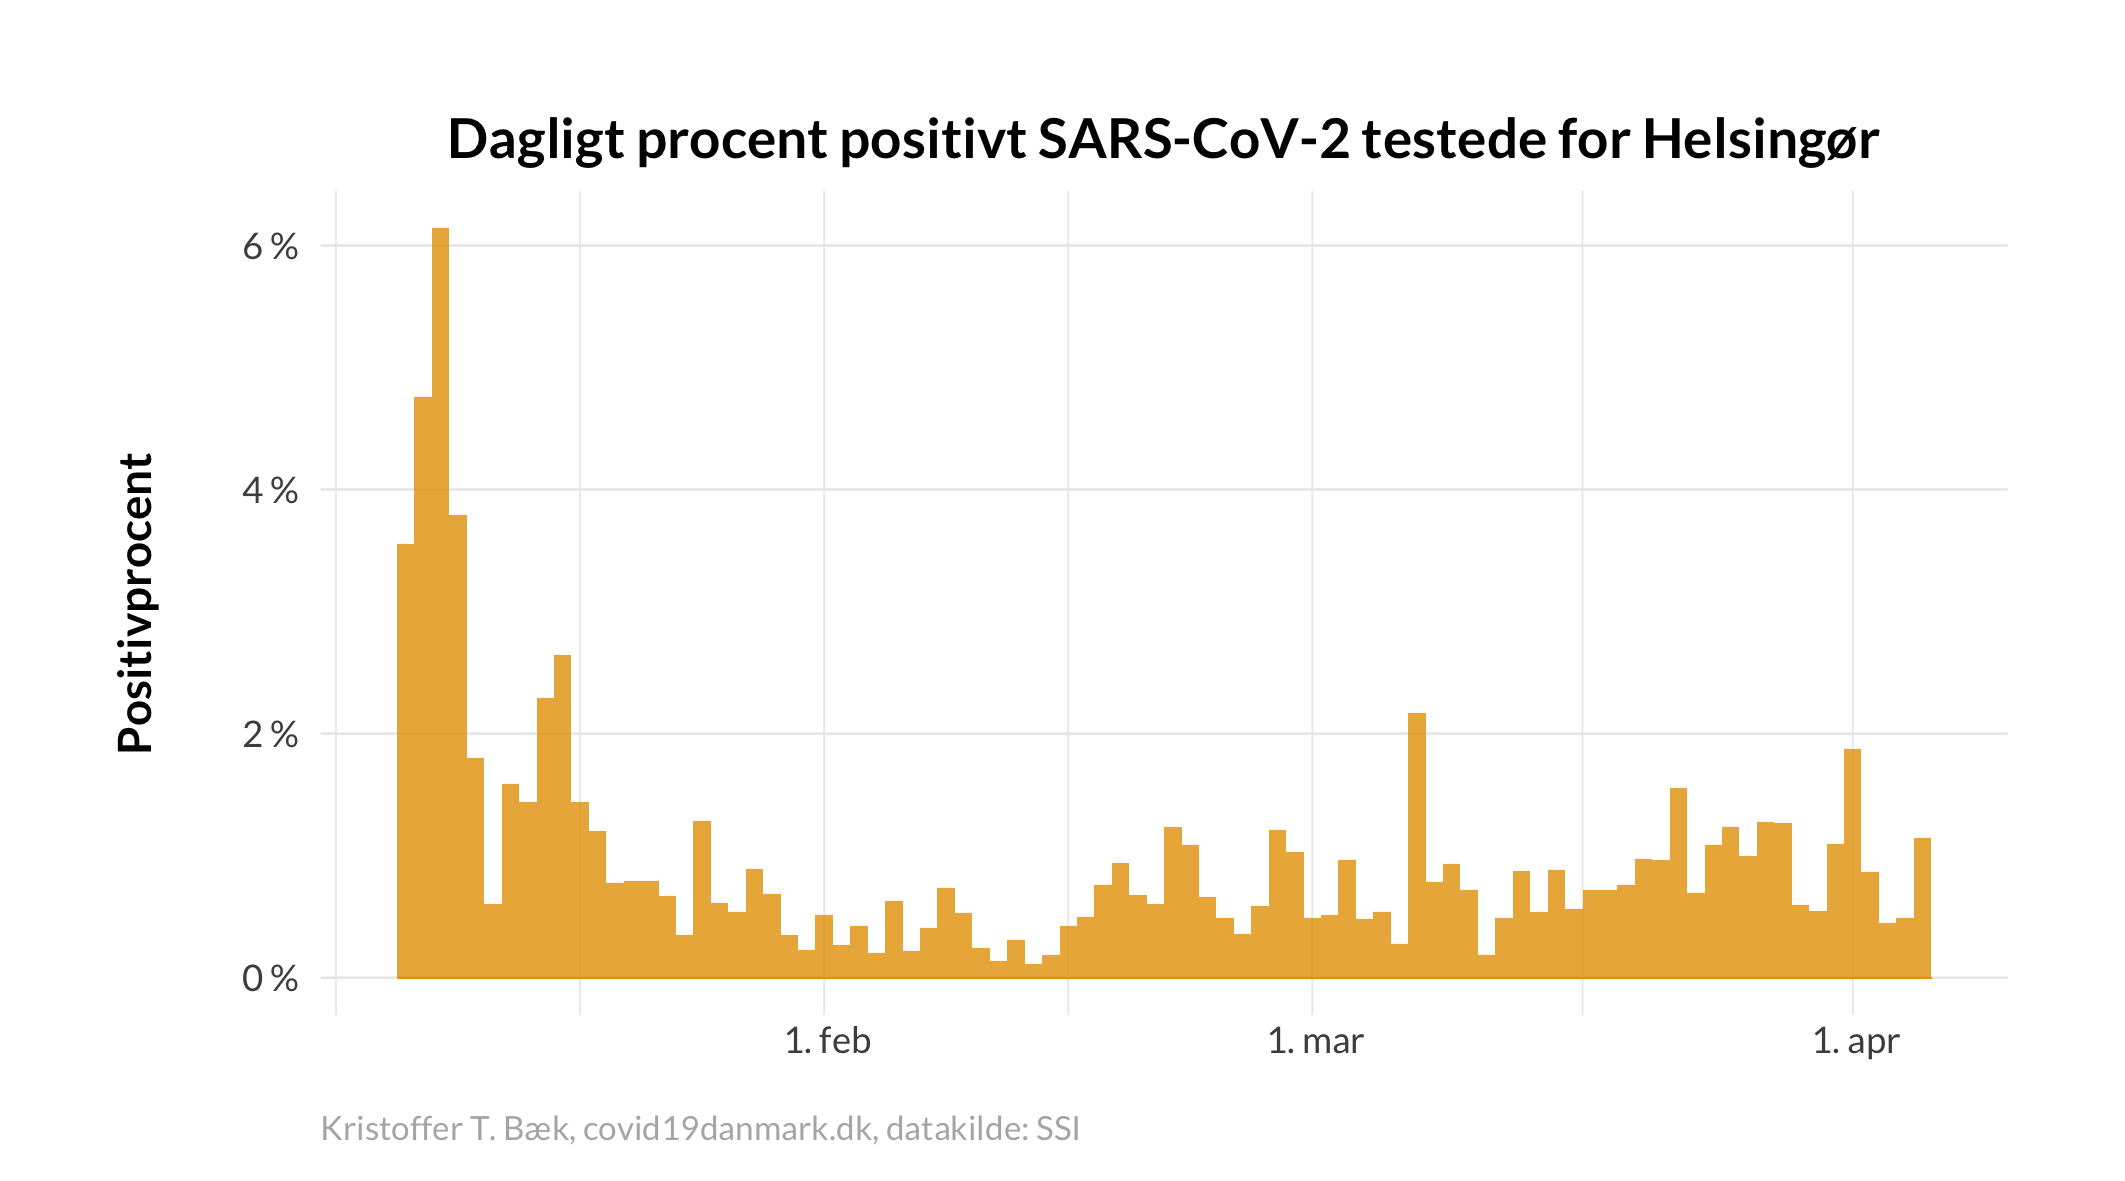 Dagligt procent positivt SARS-CoV-2 testede for Helsingør
Positivprocent
6 %
4 %
2 %
0 %
1. feb
1. mar
1. apr
Kristoffer T. Bæk, covid19danmark.dk, datakilde: SSI